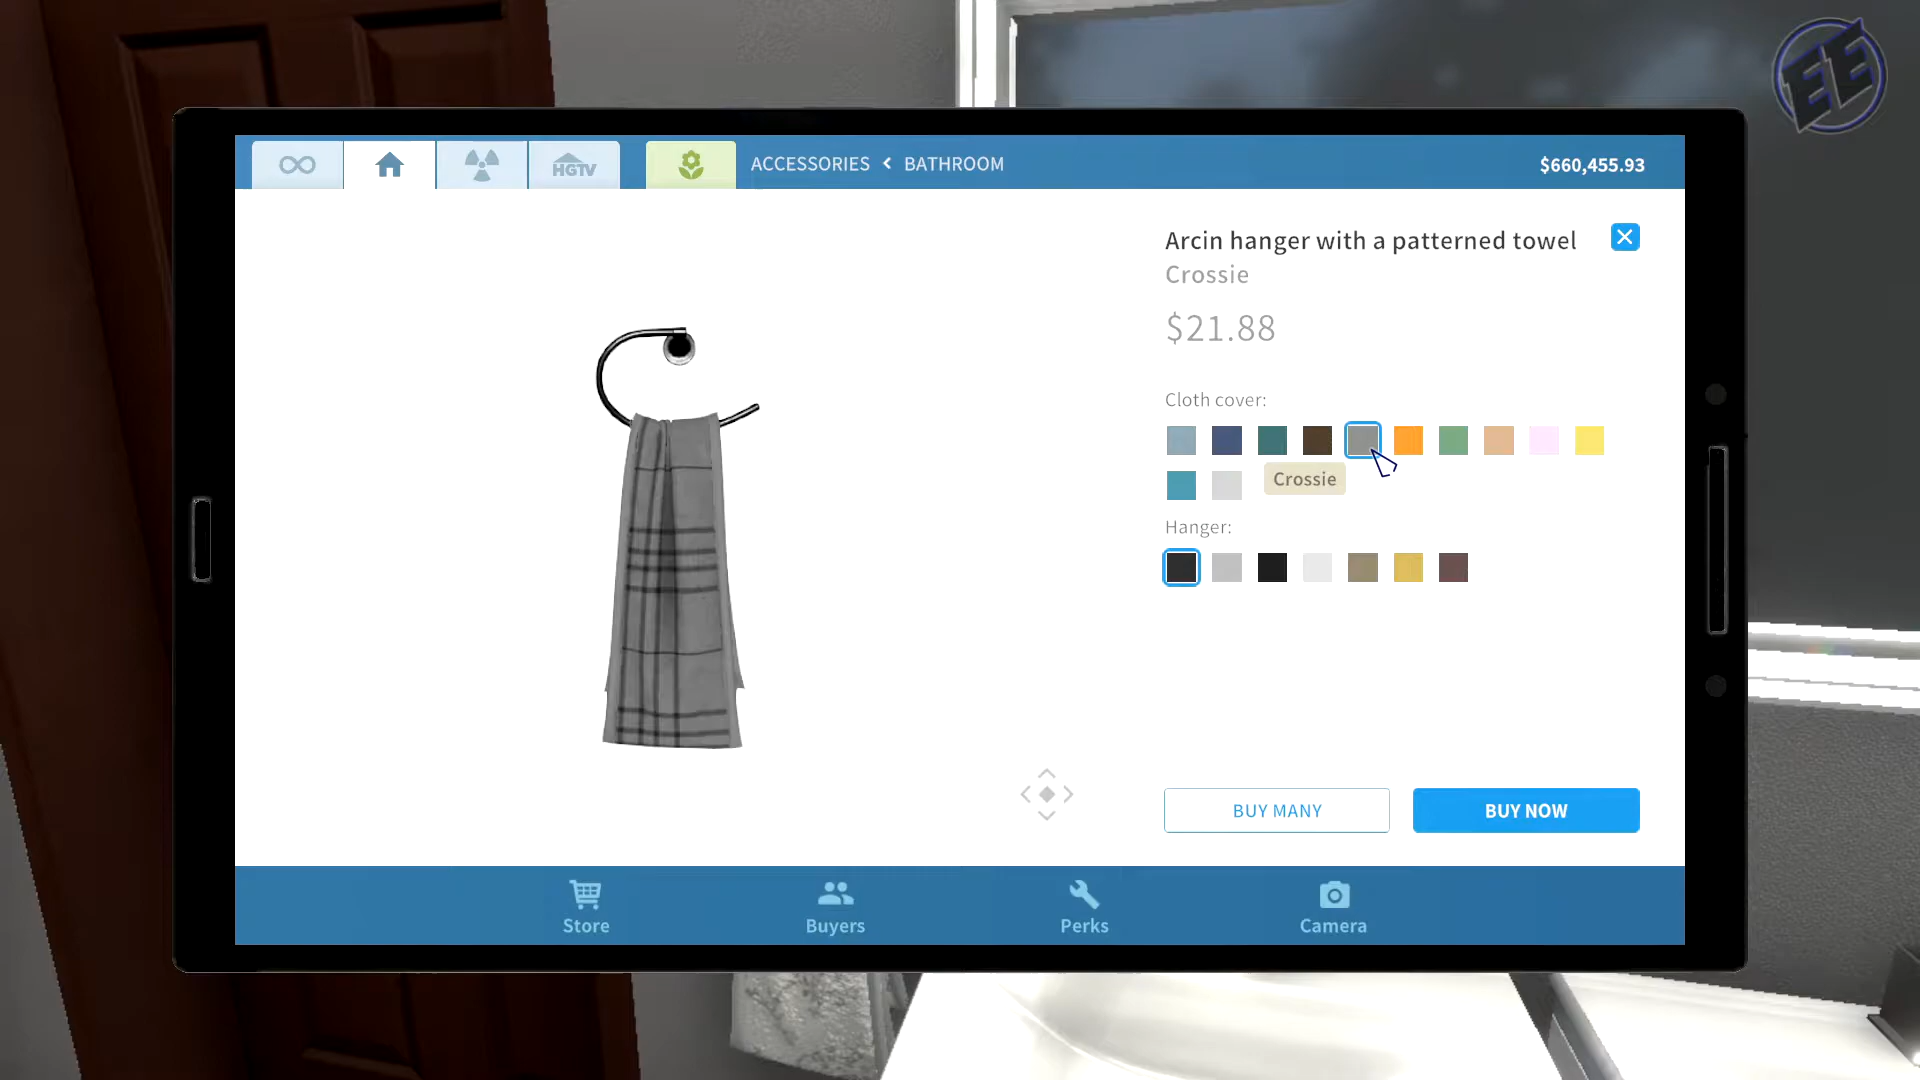 EE
HGTV
ACCESSORIES < BATHROOM
$660,455.93
Arcin hanger with a patterned towel
Crossie
$21.88
Cloth cover:
Crossie
Hanger:
BUY MANY
BUY NOW
Store
Buyers
Perks
Camera